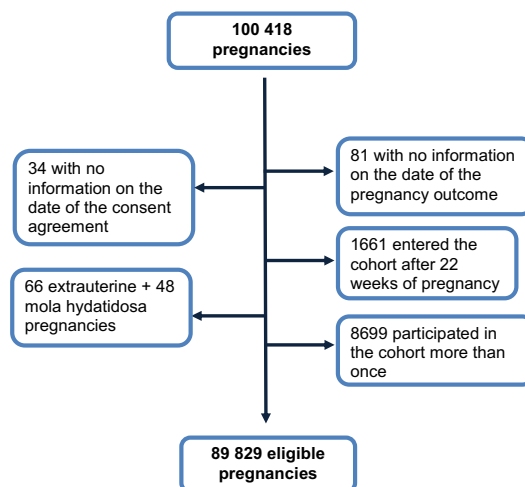 100 418
pregnancies
34 with no
information on the
date of the consent
agreement
81 with no information
on the date of the
pregnancy outcome
1661 entered the
cohort after 22
weeks of pregnancy
66 extrauterine + 48
mola hydatidosa
pregnancies
8699 participated in
the cohort more than
once
89 829 eligible
pregnancies